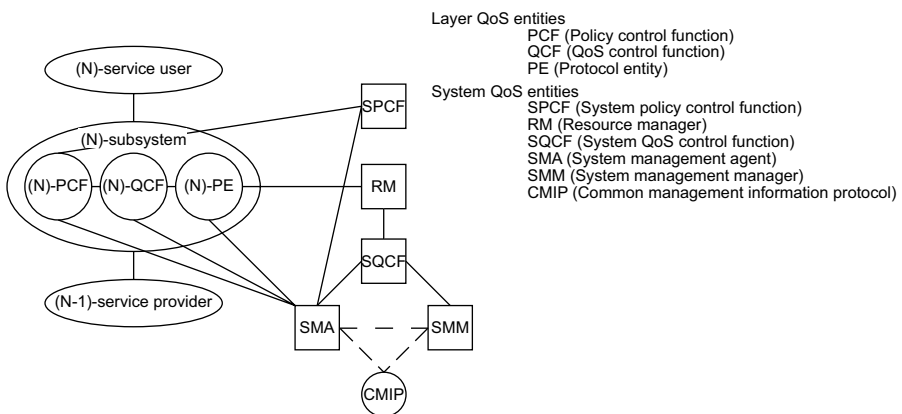 Layer QoS entities
PCF (Policy control function)
QCF (QoS control function)
PE (Protocol entity)
System QoS entities
SPCF (System policy control function)
RM (Resource manager)
SQCF (System QoS control function)
SMA (System management agent)
SMM (System management manager)
CMIP (Common management information protocol)
(N)-service user
SPCF
(N)-subsystem
(N)-PCF
(N)-QCF
(N)-PE
RM
SQCF
(N-1)-service provider
SMA
SMM
CMIP